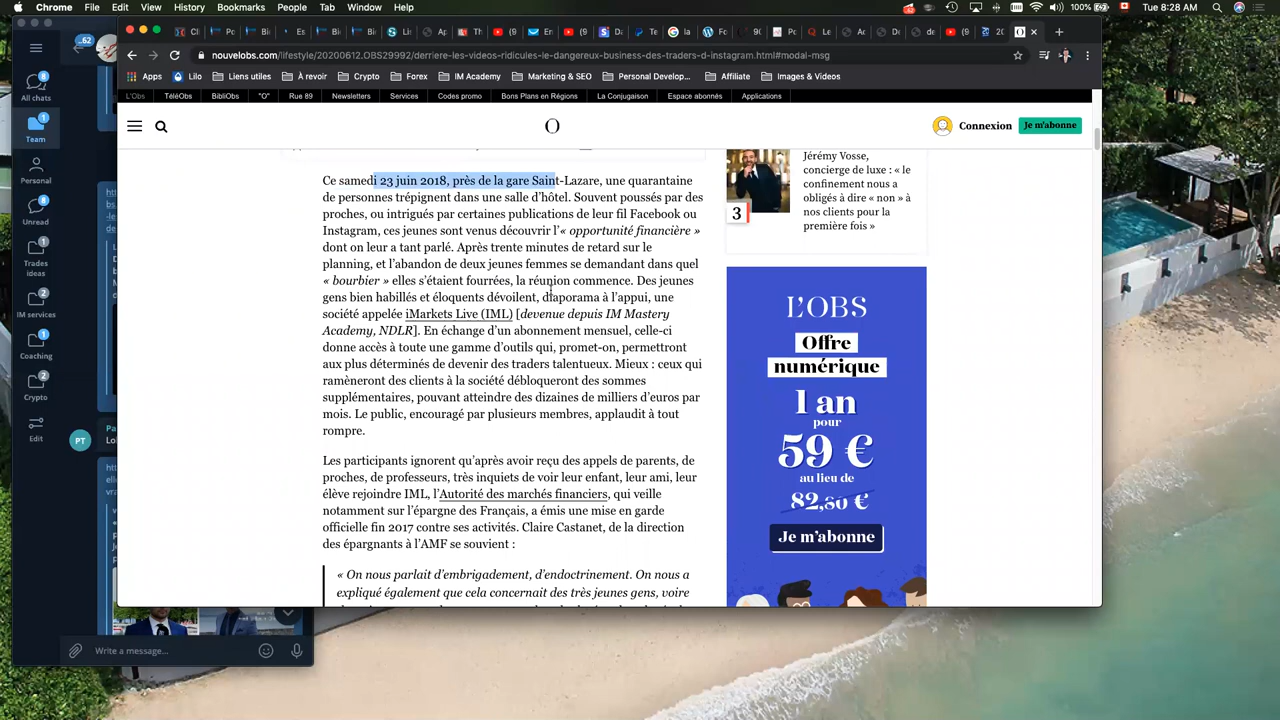 Chrome File Edit View History Bookmarks People Tab Window Help 100% Tue 8:28 AM
nouvelobs.com/lifestyle/20200612.OBS29992/derriere-les-videos-ridicules-le-dangereux-business-des-traders-d-instagram.html#modal-msg
Apps Lilo Liens utiles À revoir Crypto Forex IM Academy Marketing & SEO Personal Develop... Affiliate Images & Videos
L'Obs TéléObs BibliObs "O" Rue 89 Newsletters Services Codes promo Bons Plans en Régions La Conjugaison Espace abonnés Applications
O
Connexion Je m'abonne
62
All chats 8
Team 1
Personal
Unread 8
Trades ideas 1
IM services 2
Coaching 1
Crypto 2
Edit
PT
Write a message...
Ce samedi 23 juin 2018, près de la gare Saint-Lazare, une quarantaine
de personnes trépignent dans une salle d'hôtel. Souvent poussés par des
proches, ou intrigués par certaines publications de leur fil Facebook ou
Instagram, ces jeunes sont venus découvrir l'« opportunité financière »
dont on leur a tant parlé. Après trente minutes de retard sur le
planning, et l'abandon de deux jeunes femmes se demandant dans quel
« bourbier » elles s'étaient fourrées, la réunion commence. Des jeunes
gens bien habillés et éloquents dévoilent, diaporama à l'appui, une
société appelée iMarkets Live (IML) [devenue depuis IM Mastery
Academy, NDLR]. En échange d'un abonnement mensuel, celle-ci
donne accès à toute une gamme d'outils qui, promet-on, permettront
aux plus déterminés de devenir des traders talentueux. Mieux : ceux qui
ramèneront des clients à la société débloqueront des sommes
supplémentaires, pouvant atteindre des dizaines de milliers d'euros par
mois. Le public, encouragé par plusieurs membres, applaudit à tout
rompre.
Les participants ignorent qu'après avoir reçu des appels de parents, de
proches, de professeurs, très inquiets de voir leur enfant, leur ami, leur
élève rejoindre IML, l'Autorité des marchés financiers, qui veille
notamment sur l'épargne des Français, a émis une mise en garde
officielle fin 2017 contre ses activités. Claire Castanet, de la direction
des épargnants à l'AMF se souvient :
« On nous parlait d'embrigadement, d'endoctrinement. On nous a
expliqué également que cela concernait des très jeunes gens, voire
3
Jérémy Vosse,
concierge de luxe : « le
confinement nous a
obligés à dire « non » à
nos clients pour la
première fois »
L'OBS
Offre
numérique
1 an
pour
59 €
au lieu de
82,80 €
Je m'abonne